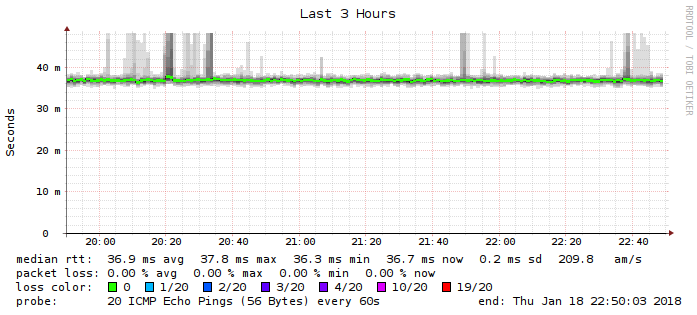 Last 3 Hours
RRDTOOL / TOBI OETIKER
Seconds
40 m
30 m
20 m
10 m
0
20:00 20:20 20:40 21:00 21:20 21:40 22:00 22:20 22:40
median rtt: 36.9 ms avg 37.8 ms max 36.3 ms min 36.7 ms now 0.2 ms sd 209.8 am/s
packet loss: 0.00 % avg 0.00 % max 0.00 % min 0.00 % now
loss color: 0 1/20 2/20 3/20 4/20 10/20 19/20
probe: 20 ICMP Echo Pings (56 Bytes) every 60s end: Thu Jan 18 22:50:03 2018